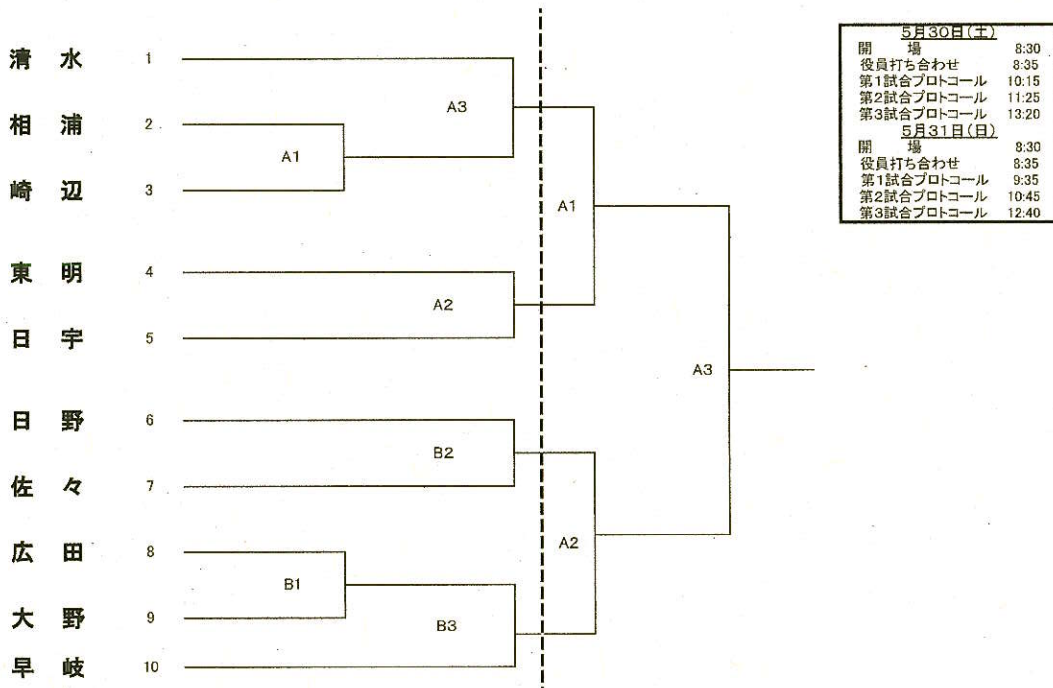 清水 1
相浦 2
崎辺 3
東明 4
日宇 5
日野 6
佐々 7
広田 8
大野 9
早岐 10
A1
A3
A2
B2
B1
B3
A1
A2
A3
5月30日(土)
開　場 8:30
役員打ち合わせ 8:35
第1試合プロトコール 10:15
第2試合プロトコール 11:25
第3試合プロトコール 13:20
5月31日(日)
開　場 8:30
役員打ち合わせ 8:35
第1試合プロトコール 9:35
第2試合プロトコール 10:45
第3試合プロトコール 12:40